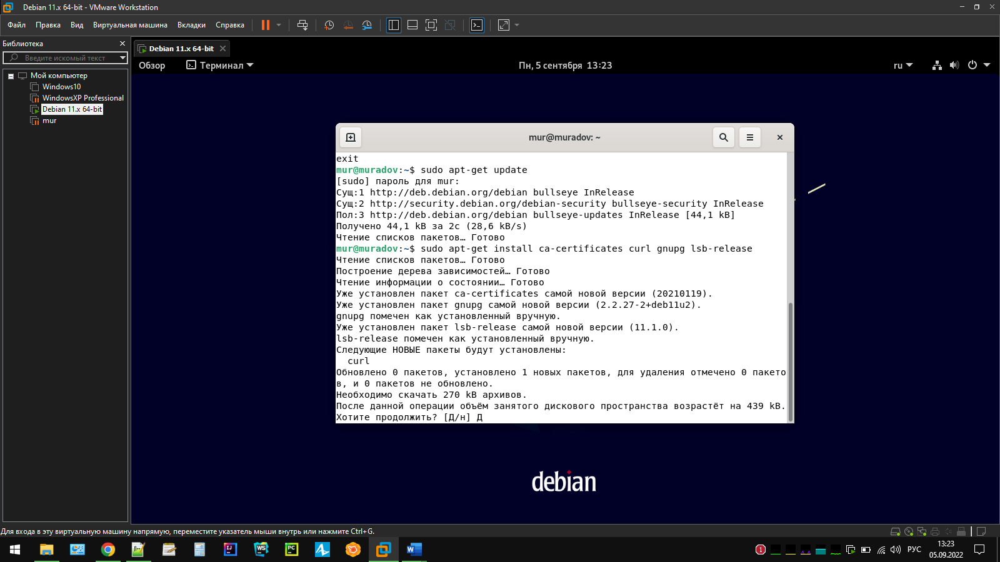 Debian 11.x 64-bit - VMware Workstation
Файл Правка Вид Виртуальная машина Вкладки Справка
Библиотека
Введите искомый текст
Мой компьютер
Windows10
WindowsXP Professional
Debian 11.x 64-bit
mur
Debian 11.x 64-bit
Обзор Терминал Пн, 5 сентября 13:23 ru
mur@muradov: ~
exit
mur@muradov:~$ sudo apt-get update
[sudo] пароль для mur:
Сущ:1 http://deb.debian.org/debian bullseye InRelease
Сущ:2 http://security.debian.org/debian-security bullseye-security InRelease
Пол:3 http://deb.debian.org/debian bullseye-updates InRelease [44,1 kB]
Получено 44,1 kB за 2с (28,6 kB/s)
Чтение списков пакетов… Готово
mur@muradov:~$ sudo apt-get install ca-certificates curl gnupg lsb-release
Чтение списков пакетов… Готово
Построение дерева зависимостей… Готово
Чтение информации о состоянии… Готово
Уже установлен пакет ca-certificates самой новой версии (20210119).
Уже установлен пакет gnupg самой новой версии (2.2.27-2+deb11u2).
gnupg помечен как установленный вручную.
Уже установлен пакет lsb-release самой новой версии (11.1.0).
lsb-release помечен как установленный вручную.
Следующие НОВЫЕ пакеты будут установлены:
curl
Обновлено 0 пакетов, установлено 1 новых пакетов, для удаления отмечено 0 пакето
в, и 0 пакетов не обновлено.
Необходимо скачать 270 kB архивов.
После данной операции объём занятого дискового пространства возрастёт на 439 kB.
Хотите продолжить? [Д/н] Д
debian
Для входа в эту виртуальную машину напрямую, переместите указатель мыши внутрь или нажмите Ctrl+G.
IJ WS PC W 1 РУС 13:23
05.09.2022